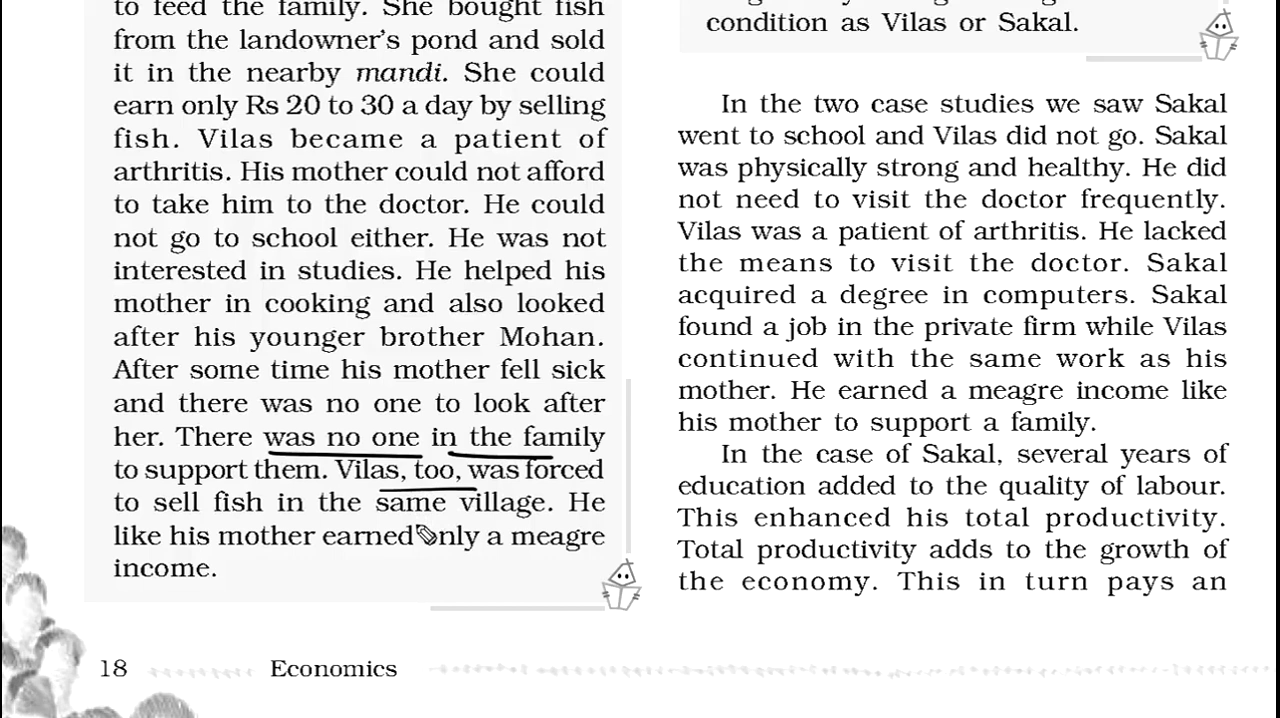 to feed the family. She bought fish
from the landowner's pond and sold
it in the nearby mandi. She could
earn only Rs 20 to 30 a day by selling
fish. Vilas became a patient of
arthritis. His mother could not afford
to take him to the doctor. He could
not go to school either. He was not
interested in studies. He helped his
mother in cooking and also looked
after his younger brother Mohan.
After some time his mother fell sick
and there was no one to look after
her. There was no one in the family
to support them. Vilas, too, was forced
to sell fish in the same village. He
like his mother earned only a meagre
income.
condition as Vilas or Sakal.
In the two case studies we saw Sakal
went to school and Vilas did not go. Sakal
was physically strong and healthy. He did
not need to visit the doctor frequently.
Vilas was a patient of arthritis. He lacked
the means to visit the doctor. Sakal
acquired a degree in computers. Sakal
found a job in the private firm while Vilas
continued with the same work as his
mother. He earned a meagre income like
his mother to support a family.
In the case of Sakal, several years of
education added to the quality of labour.
This enhanced his total productivity.
Total productivity adds to the growth of
the economy. This in turn pays an
18 Economics